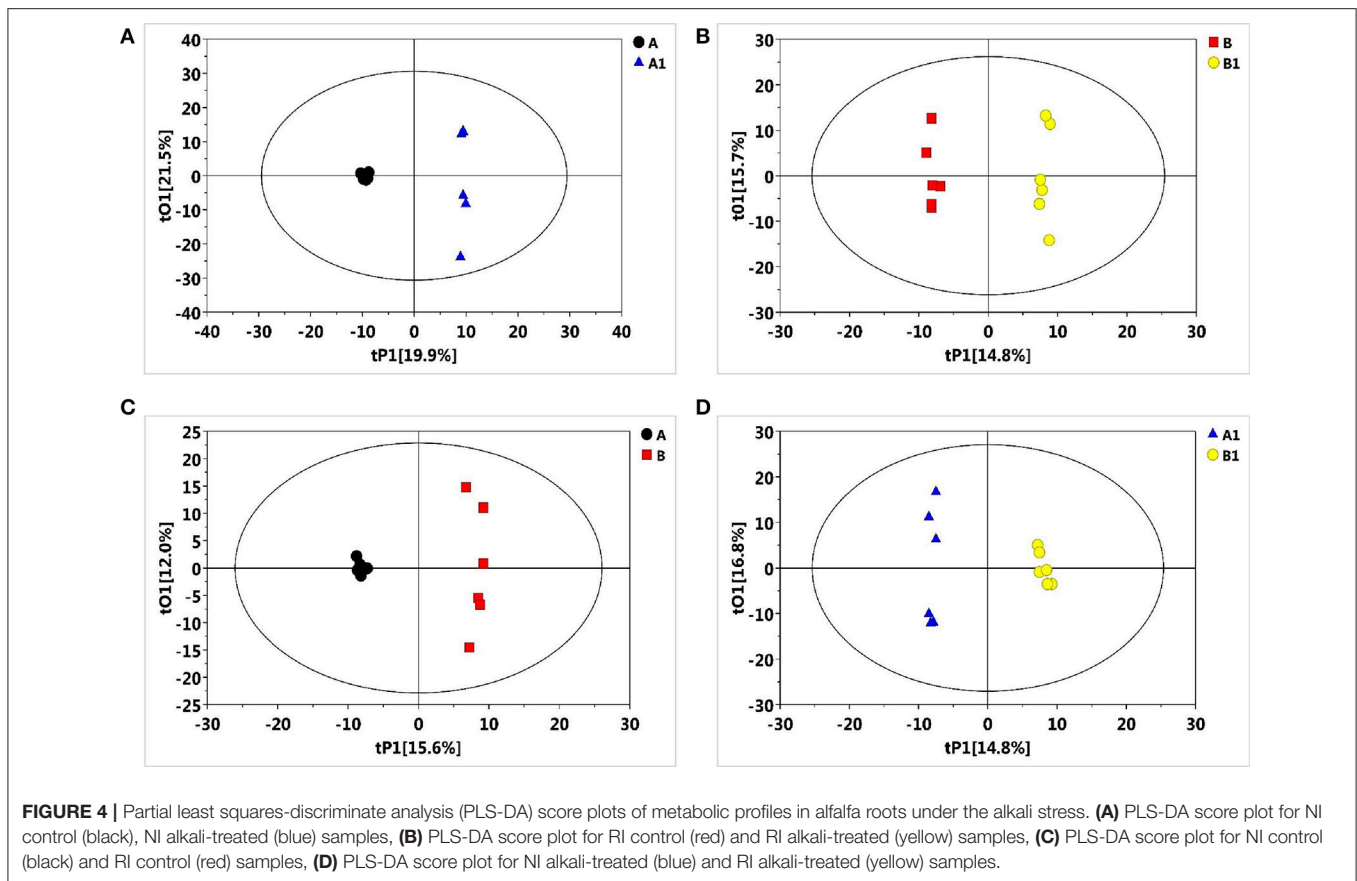 A
A
A1
40
30
20
10
0
-10
-20
-30
-40
-40 -30 -20 -10 0 10 20 30 40
tO1[21.5%]
tP1[19.9%]
B
B
B1
30
20
10
0
-10
-20
-30
-30 -20 -10 0 10 20 30
t01[15.7%]
tP1[14.8%]
C
A
B
25
20
15
10
5
0
-5
-10
-15
-20
-25
-30 -20 -10 0 10 20 30
tO1[12.0%]
tP1[15.6%]
D
A1
B1
30
20
10
0
-10
-20
-30
-30 -20 -10 0 10 20 30
tO1[16.8%]
tP1[14.8%]
FIGURE 4 | Partial least squares-discriminate analysis (PLS-DA) score plots of metabolic profiles in alfalfa roots under the alkali stress. (A) PLS-DA score plot for NI
control (black), NI alkali-treated (blue) samples, (B) PLS-DA score plot for RI control (red) and RI alkali-treated (yellow) samples, (C) PLS-DA score plot for NI control
(black) and RI control (red) samples, (D) PLS-DA score plot for NI alkali-treated (blue) and RI alkali-treated (yellow) samples.